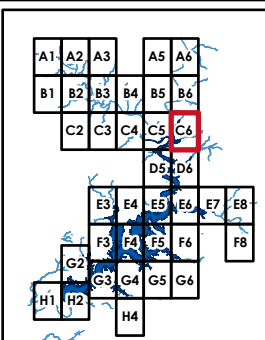 A1 A2 A3 A5 A6
B1 B2 B3 B4 B5 B6
C2 C3 C4 C5 C6
D5 D6
E3 E4 E5 E6 E7 E8
F3 F4 F5 F6 F8
G2
G3 G4 G5 G6
H1 H2
H4